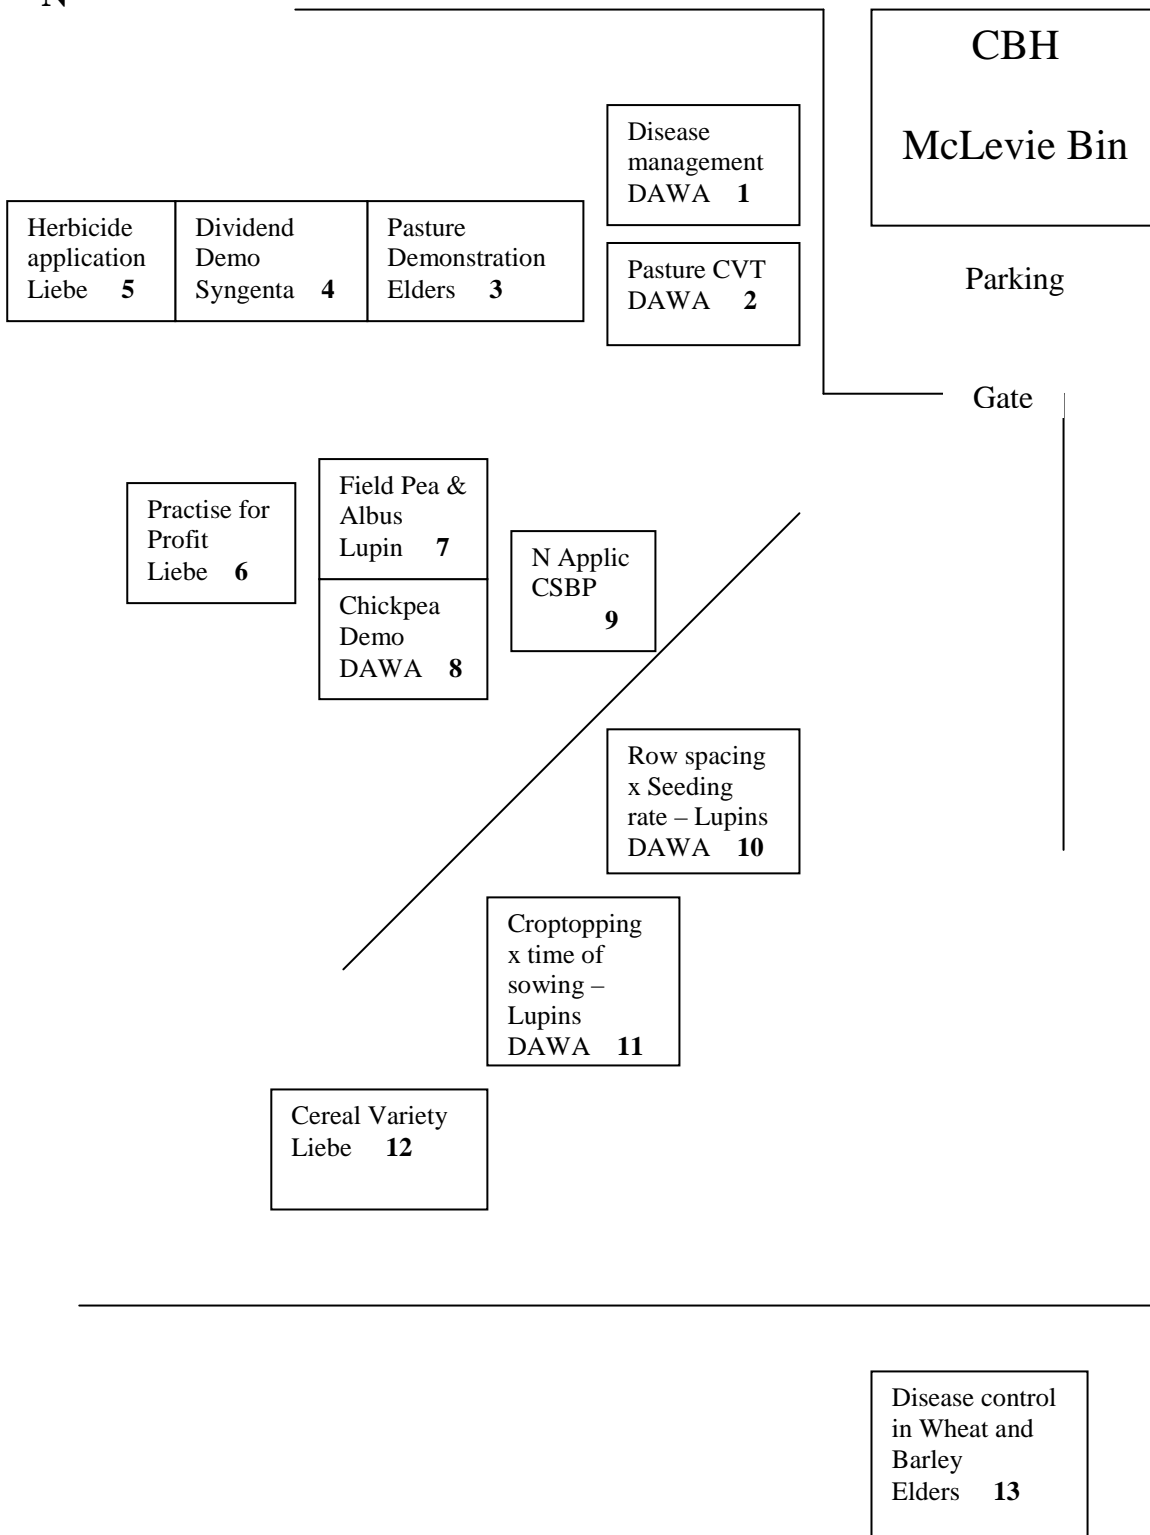 N
CBH
McLevie Bin
Disease
management
DAWA 1
Herbicide
application
Liebe 5
Dividend
Demo
Syngenta 4
Pasture
Demonstration
Elders 3
Pasture CVT
DAWA 2
Parking
Gate
Practise for
Profit
Liebe 6
Field Pea &
Albus
Lupin 7
N Applic
CSBP
9
Chickpea
Demo
DAWA 8
Row spacing
x Seeding
rate – Lupins
DAWA 10
Croptopping
x time of
sowing –
Lupins
DAWA 11
Cereal Variety
Liebe 12
Disease control
in Wheat and
Barley
Elders 13